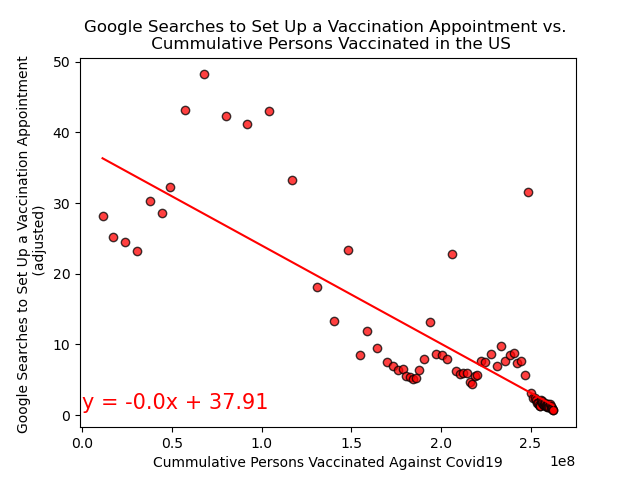 Google Searches to Set Up a Vaccination Appointment vs.
Cummulative Persons Vaccinated in the US
Google Searches to Set Up a Vaccination Appointment
(adjusted)
50
40
30
20
10
0
y = -0.0x + 37.91
0.0 0.5 1.0 1.5 2.0 2.5
1e8
Cummulative Persons Vaccinated Against Covid19